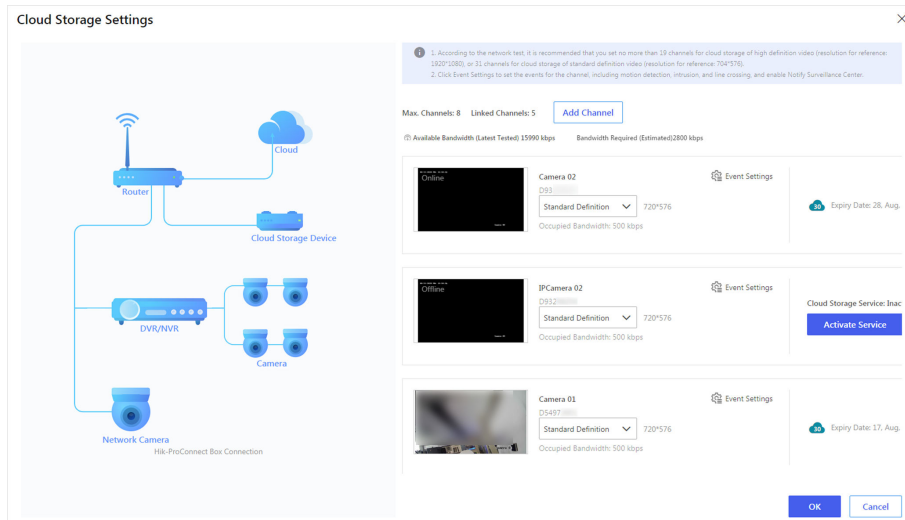 Cloud Storage Settings
1. According to the network test, it is recommended that you set no more than 19 channels for cloud storage of high definition video (resolution for reference:
1920*1080), or 31 channels for cloud storage of standard definition video (resolution for reference: 704*576).
2. Click Event Settings to set the events for the channel, including motion detection, intrusion, and line crossing, and enable Notify Surveillance Center.
Max. Channels: 8 Linked Channels: 5 Add Channel
Available Bandwidth (Latest Tested) 15990 kbps Bandwidth Required (Estimated)2800 kbps
Cloud
Router
Cloud Storage Device
DVR/NVR
Camera
Network Camera
Hik-ProConnect Box Connection
Online
Camera 02
Event Settings
D93
Standard Definition 720*576
30 Expiry Date: 28, Aug.
Occupied Bandwidth: 500 kbps
Offline
IPCamera 02
Event Settings
D932
Cloud Storage Service: Inac
Standard Definition 720*576
Activate Service
Occupied Bandwidth: 500 kbps
Camera 01
Event Settings
D5497
Standard Definition 720*576
30 Expiry Date: 17, Aug.
Occupied Bandwidth: 500 kbps
OK Cancel